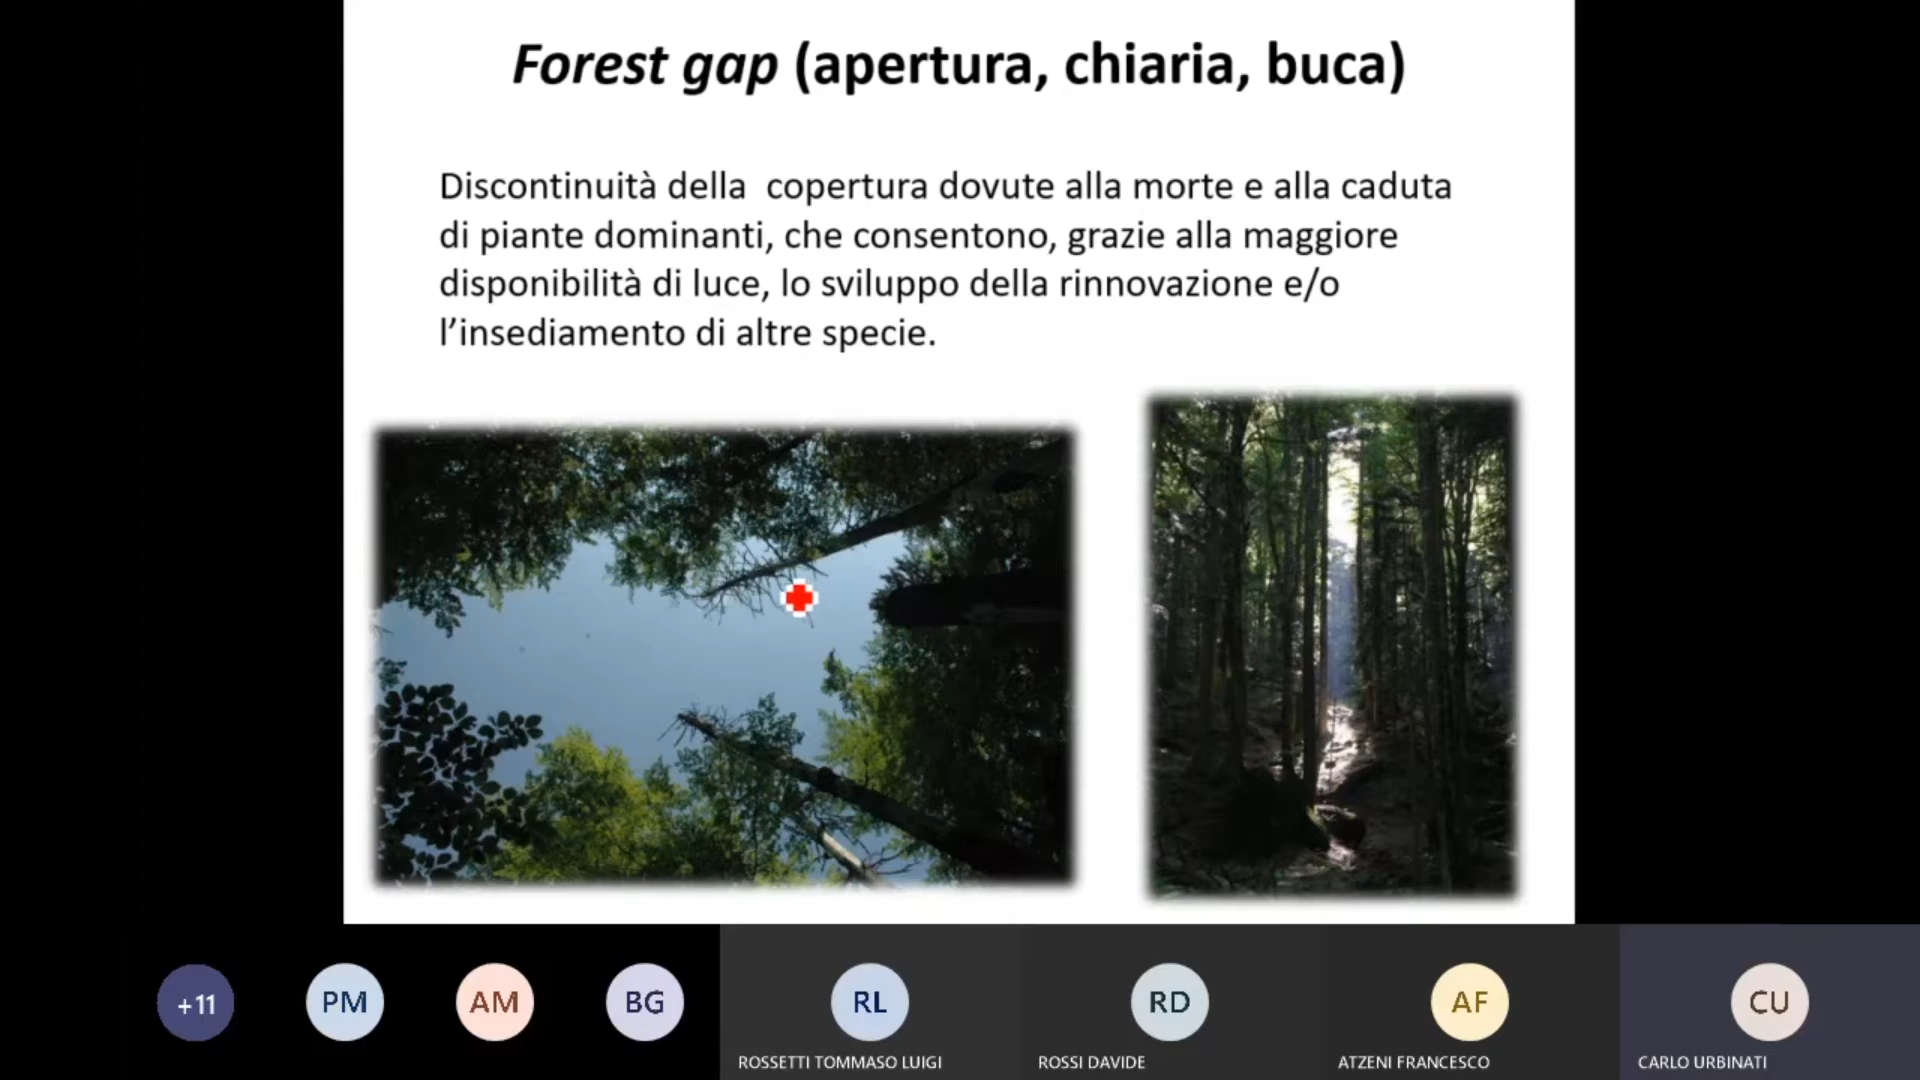 Forest gap (apertura, chiaria, buca)
Discontinuità della copertura dovute alla morte e alla caduta
di piante dominanti, che consentono, grazie alla maggiore
disponibilità di luce, lo sviluppo della rinnovazione e/o
l’insediamento di altre specie.
+11
PM
AM
BG
RL
RD
AF
CU
ROSSETTI TOMMASO LUIGI
ROSSI DAVIDE
ATZENI FRANCESCO
CARLO URBINATI